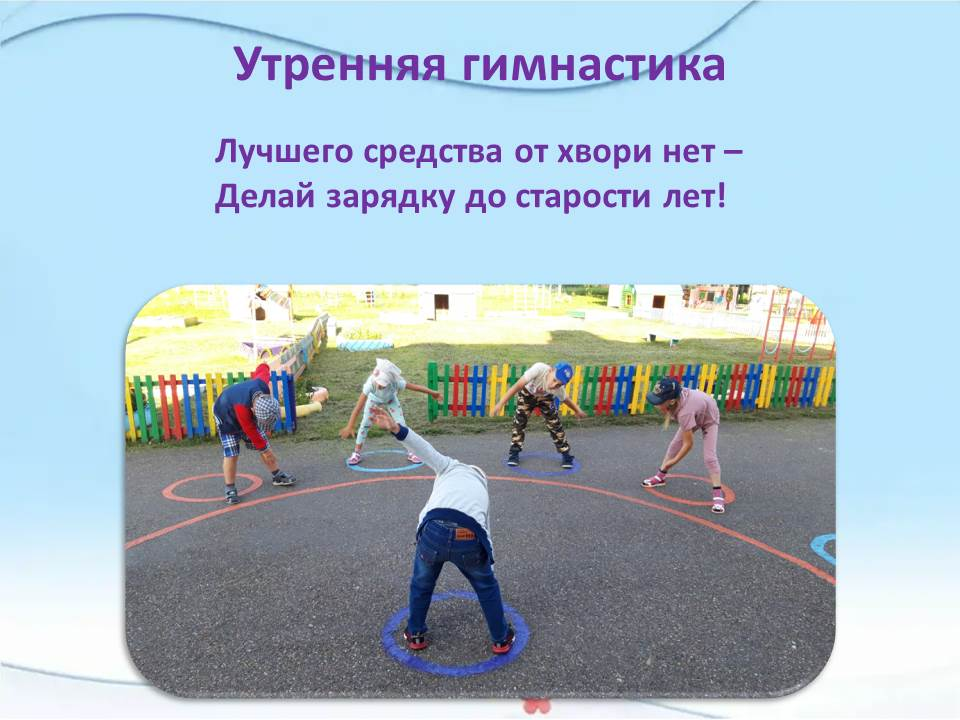 Утренняя гимнастика
Лучшего средства от хвори нет –
Делай зарядку до старости лет!